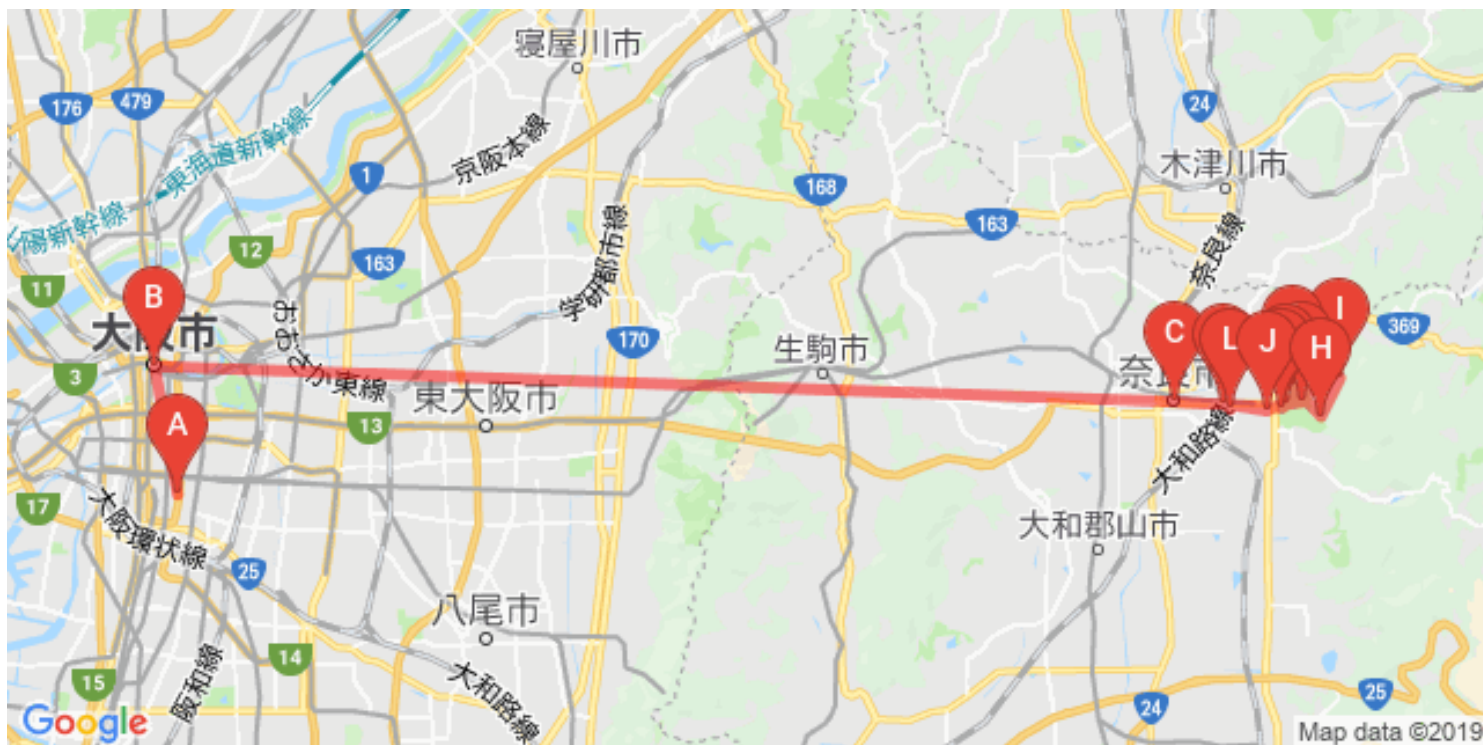 寝屋川市
176
479
24
東海道新幹線
京阪本線
1
168
木津川市
陽新幹線
12
163
学研都市線
163
奈良線
11
B
大阪市
おおさか東線
170
生駒市
奈良市
C
L
J
I
H
369
3
東大阪市
13
A
大和路線
17
大阪環状線
大和郡山市
25
八尾市
14
大和路線
15
阪和線
24
25
Google
Map data ©2019